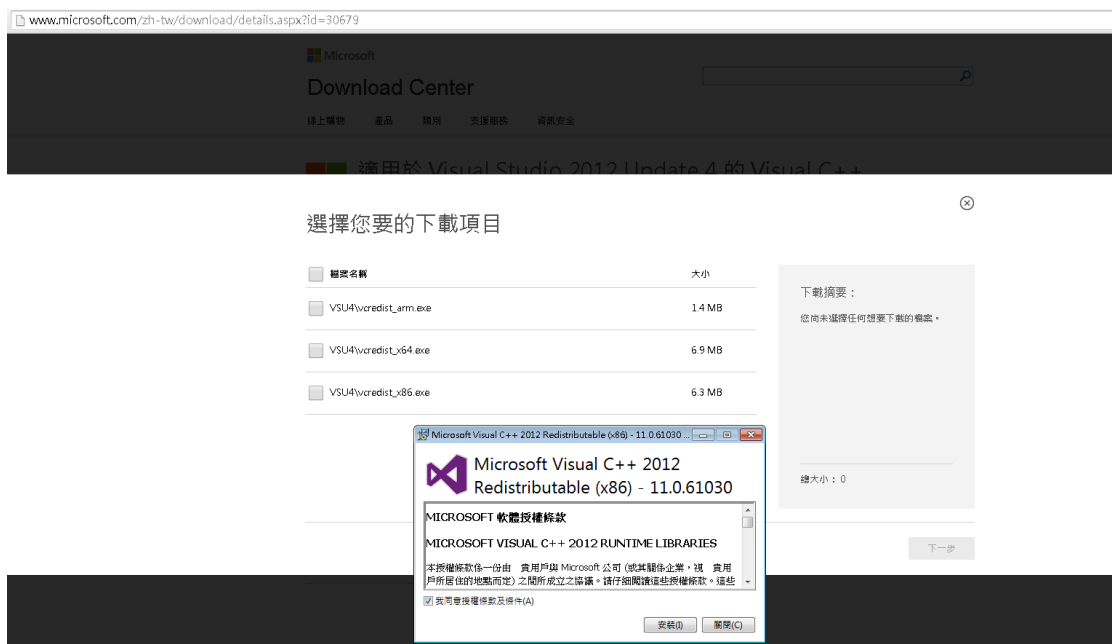 www.microsoft.com/zh-tw/download/details.aspx?id=30679
Microsoft
Download Center
線上購物 產品 類別 支援服務 資訊安全
適用於 Visual Studio 2012 Update 4 的 Visual C++
選擇您要的下載項目
檔案名稱 大小
VSU4\vcredist_arm.exe 1.4 MB
VSU4\vcredist_x64.exe 6.9 MB
VSU4\vcredist_x86.exe 6.3 MB
下載摘要：
您尚未選擇任何想要下載的檔案。
總大小：0
下一步
Microsoft Visual C++ 2012 Redistributable (x86) - 11.0.61030 ...
Microsoft Visual C++ 2012
Redistributable (x86) - 11.0.61030
MICROSOFT 軟體授權條款
MICROSOFT VISUAL C++ 2012 RUNTIME LIBRARIES
本授權條款係一份由 貴用戶與 Microsoft 公司 (或其關係企業，視 貴用
戶所居住的地點而定) 之間所成立之協議。請仔細閱讀這些授權條款。這些
我同意授權條款及條件(A)
安裝(I) 關閉(C)